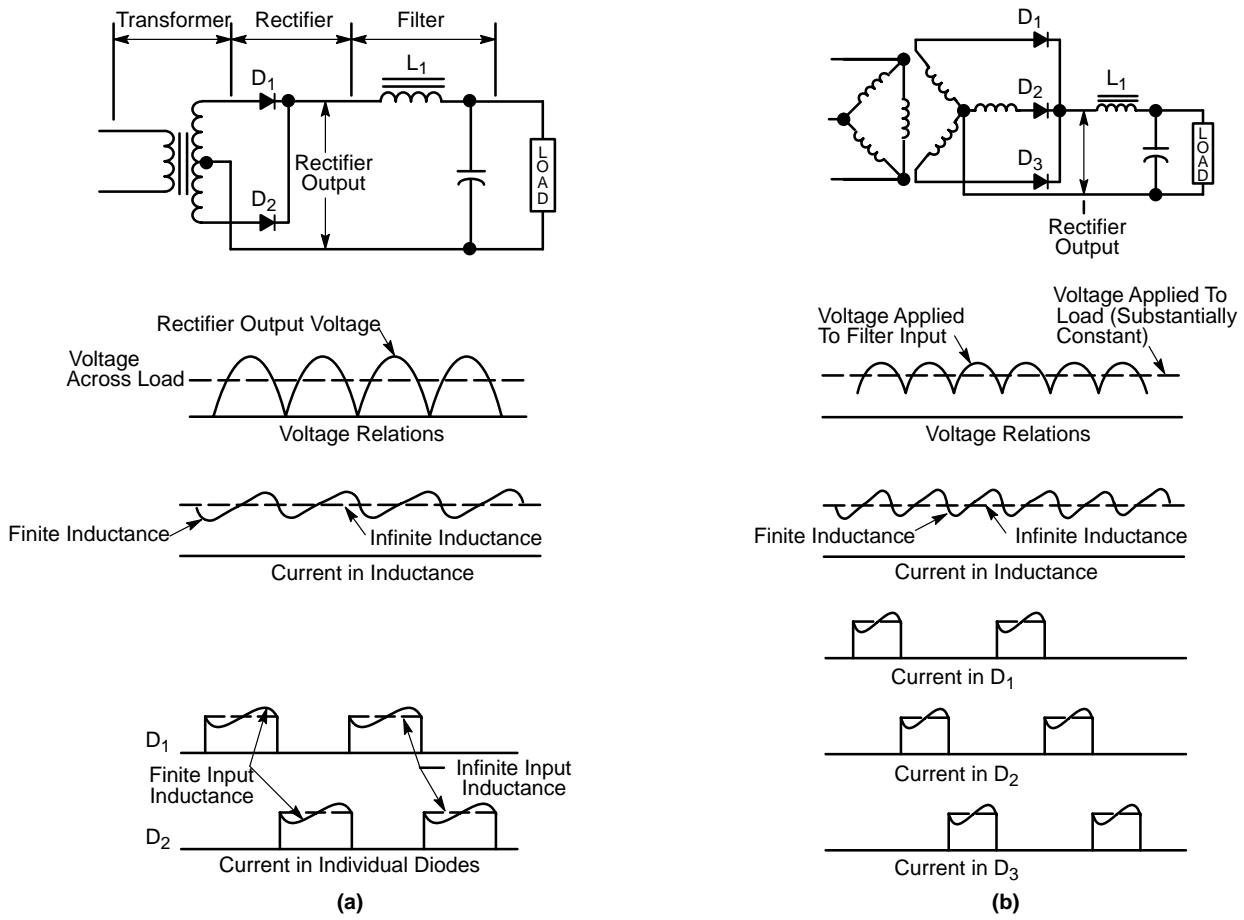 Transformer Rectifier Filter
D1
L1
Rectifier
Output
LOAD
D2
Rectifier Output Voltage
Voltage
Across Load
Voltage Relations
Finite Inductance
Infinite Inductance
Current in Inductance
D1
Finite Input
Inductance
Infinite Input
Inductance
D2
Current in Individual Diodes
(a)
D1
D2
L1
D3
LOAD
Rectifier
Output
Voltage Applied
To Filter Input
Voltage Applied To
Load (Substantially
Constant)
Voltage Relations
Finite Inductance
Infinite Inductance
Current in Inductance
Current in D1
Current in D2
Current in D3
(b)